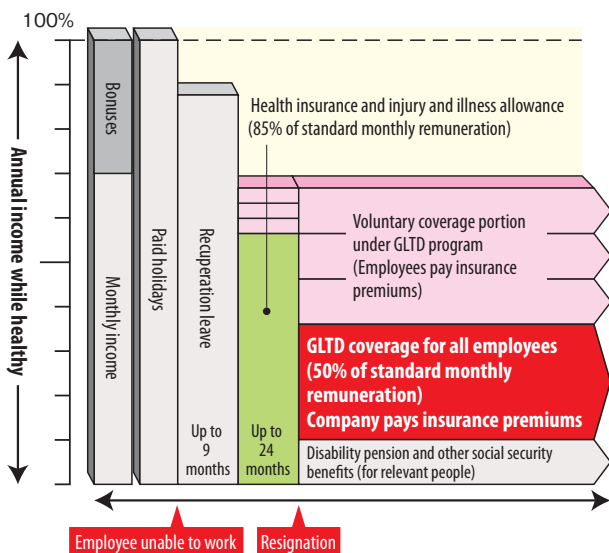 100%
Annual income while healthy
Bonuses
Monthly income
Paid holidays
Recuperation leave
Up to
9
months
Health insurance and injury and illness allowance
(85% of standard monthly remuneration)
Up to
24
months
Voluntary coverage portion
under GLTD program
(Employees pay insurance
premiums)
GLTD coverage for all employees
(50% of standard monthly
remuneration)
Company pays insurance premiums
Disability pension and other social security
benefits (for relevant people)
Employee unable to work
Resignation